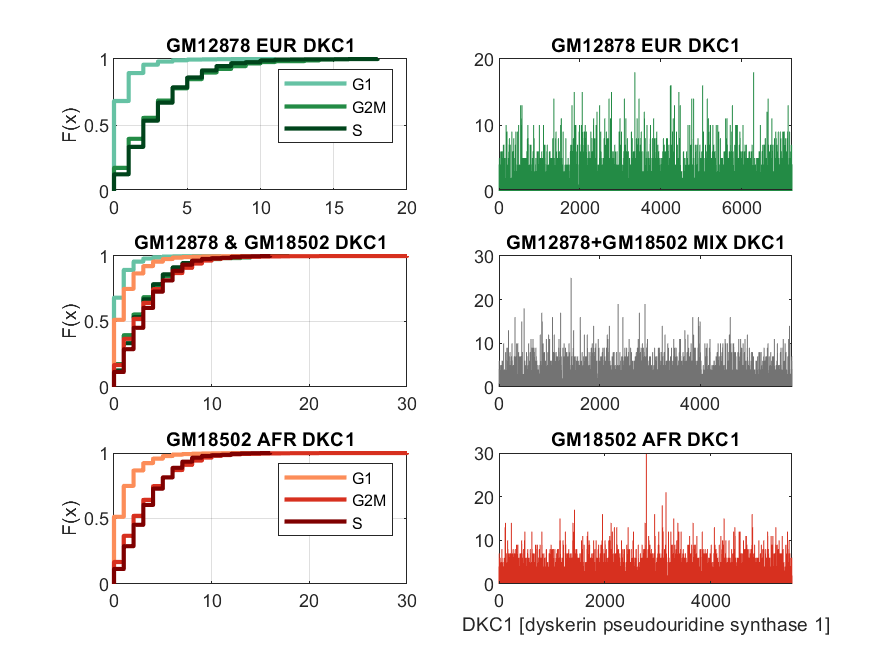 GM12878 EUR DKC1
1
0.5
0
F(x)
G1
G2M
S
0 5 10 15 20
GM12878 EUR DKC1
20
10
0
0 2000 4000 6000
GM12878 & GM18502 DKC1
1
0.5
0
F(x)
0 10 20 30
GM12878+GM18502 MIX DKC1
30
20
10
0
0 2000 4000
GM18502 AFR DKC1
1
0.5
0
F(x)
G1
G2M
S
0 10 20 30
GM18502 AFR DKC1
30
20
10
0
0 2000 4000
DKC1 [dyskerin pseudouridine synthase 1]